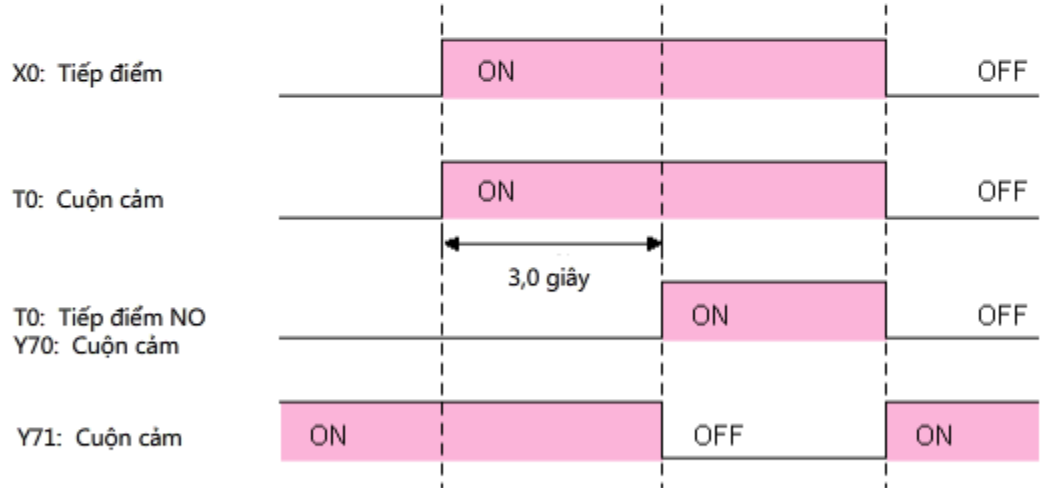 X0: Tiếp điểm
ON
OFF
T0: Cuộn cảm
ON
OFF
3,0 giây
T0: Tiếp điểm NO
Y70: Cuộn cảm
ON
OFF
Y71: Cuộn cảm
ON
OFF
ON